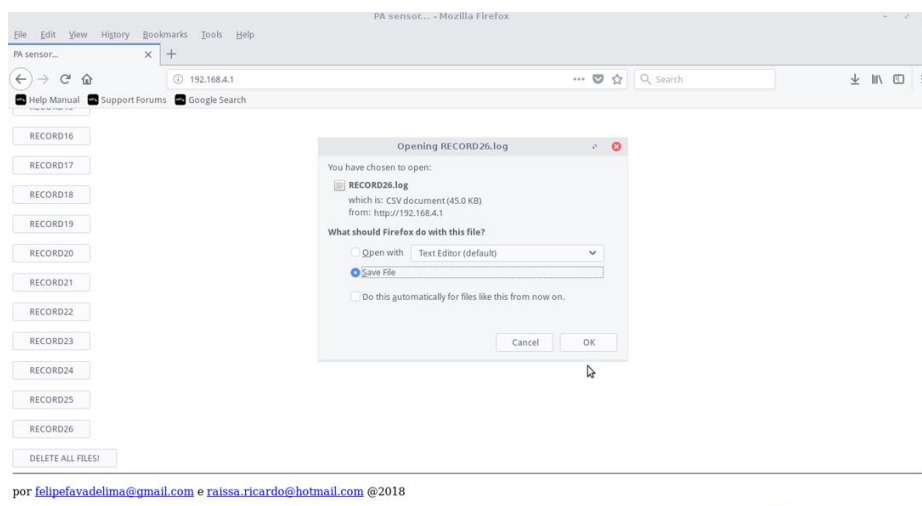 PA sensor... - Mozilla Firefox
File Edit View History Bookmarks Tools Help
PA sensor...
192.168.4.1
Search
Help Manual Support Forums Google Search
RECORD16
RECORD17
RECORD18
RECORD19
RECORD20
RECORD21
RECORD22
RECORD23
RECORD24
RECORD25
RECORD26
DELETE ALL FILES!
Opening RECORD26.log
You have chosen to open:
RECORD26.log
which is: CSV document (45.0 KB)
from: http://192.168.4.1
What should Firefox do with this file?
Open with Text Editor (default)
Save File
Do this automatically for files like this from now on.
Cancel OK
por felipefavadelima@gmail.com e raissa.ricardo@hotmail.com @2018